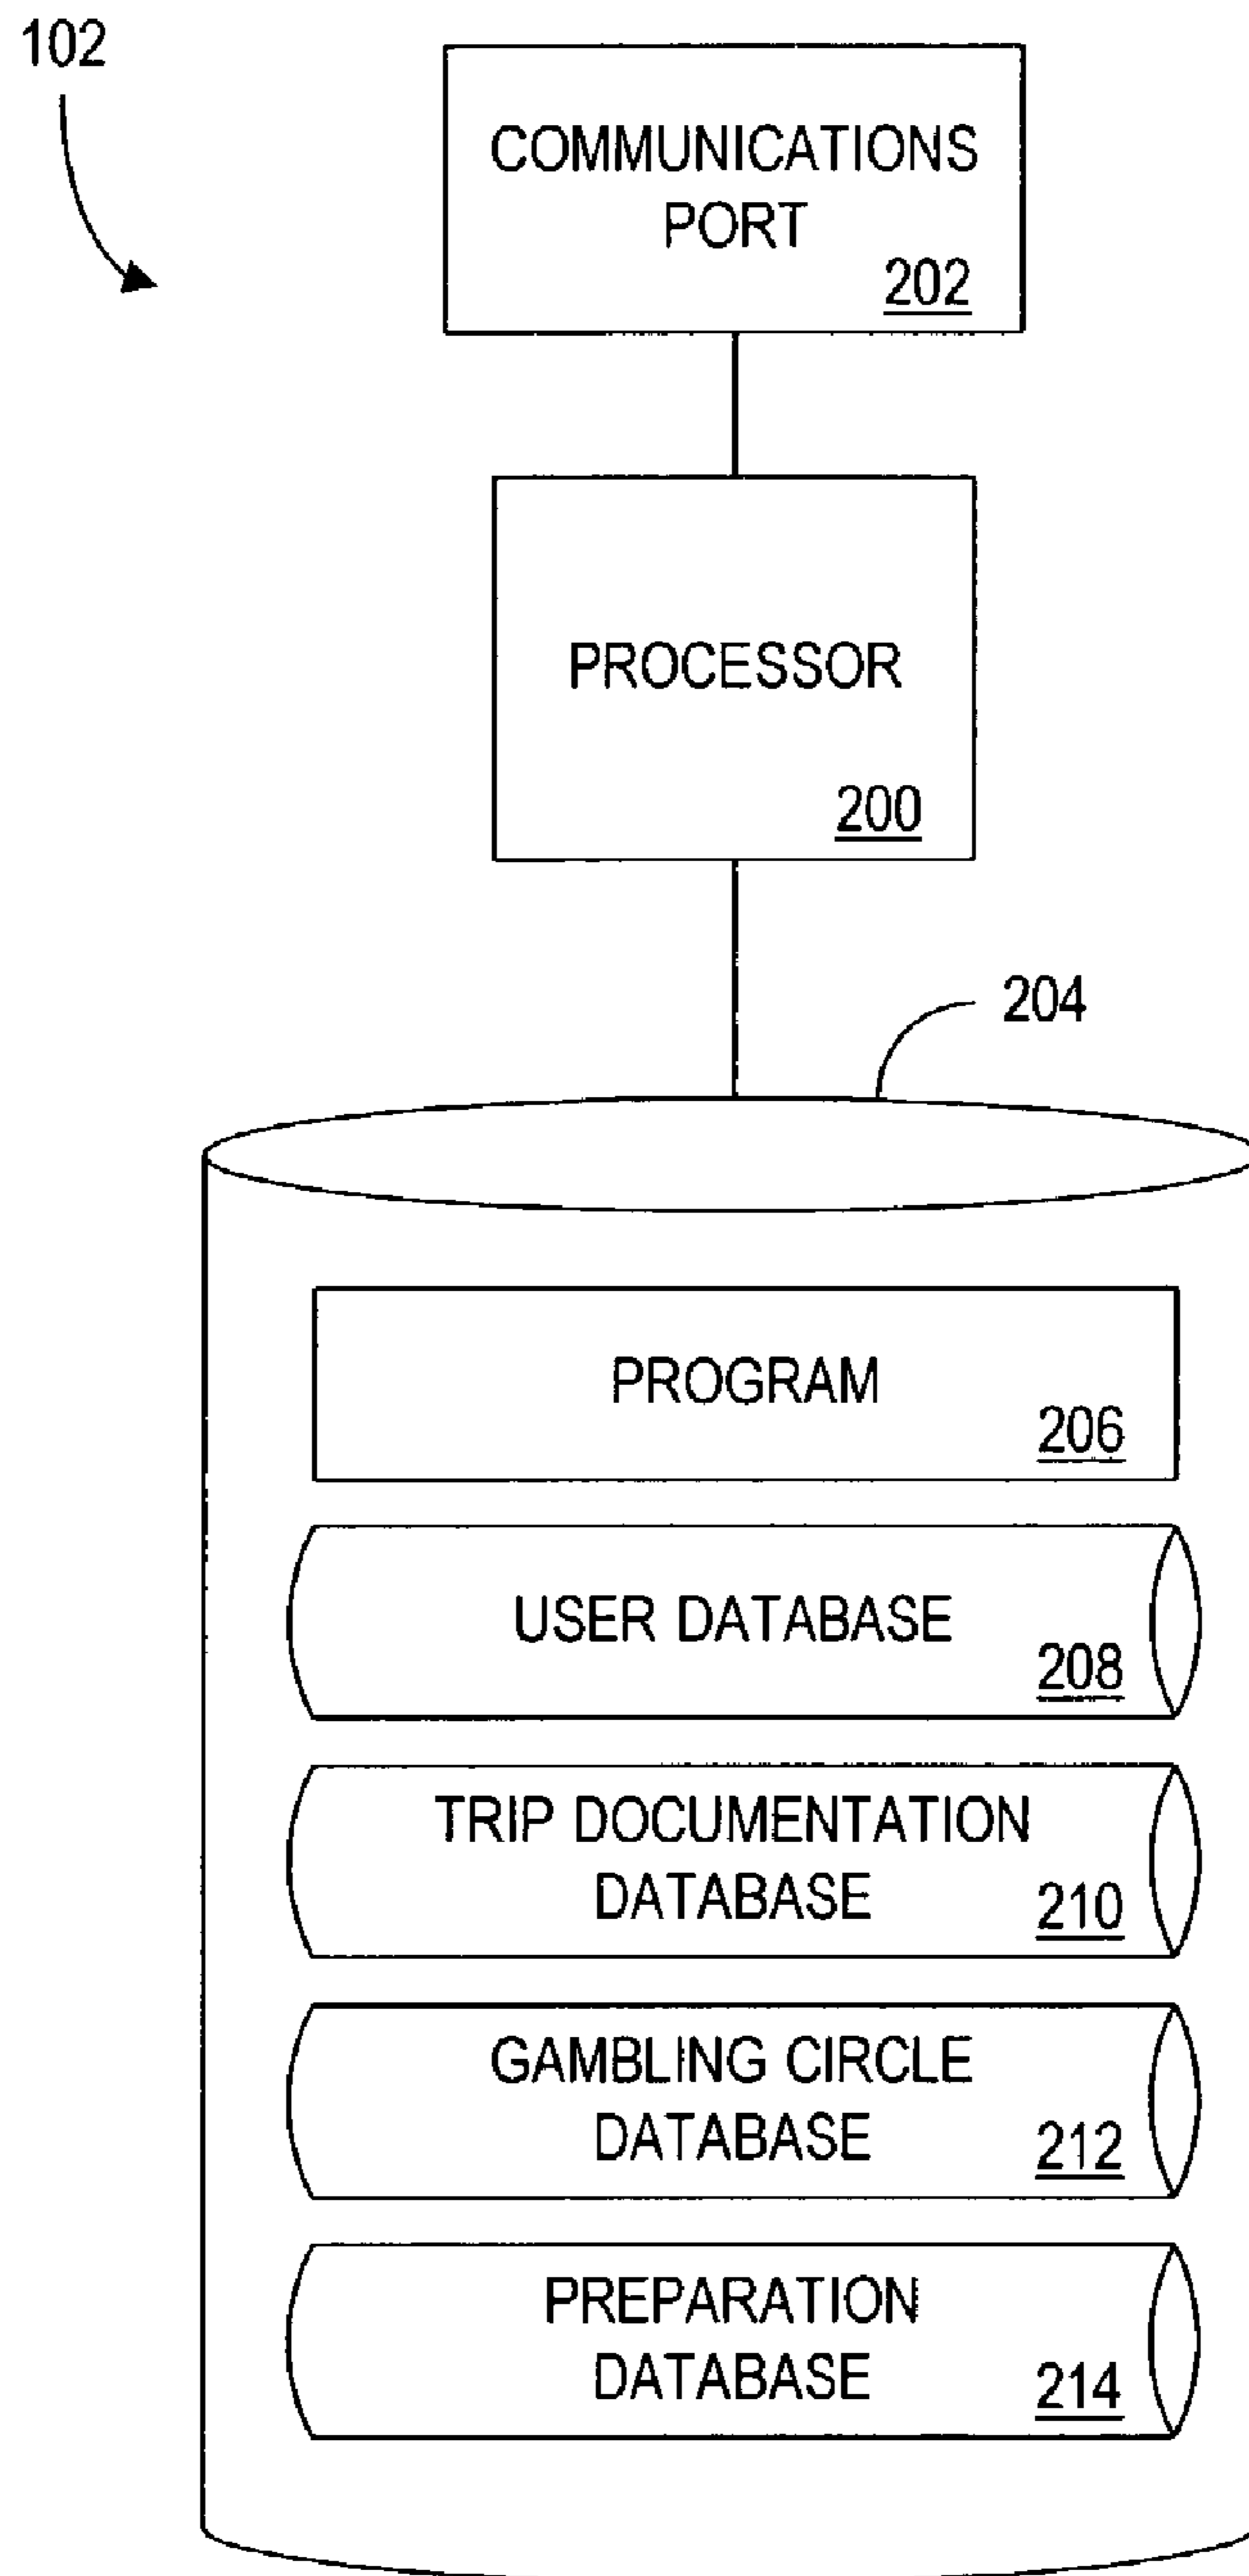 102
COMMUNICATIONS
PORT
202
PROCESSOR
200
204
PROGRAM
206
USER DATABASE
208
TRIP DOCUMENTATION
DATABASE
210
GAMBLING CIRCLE
DATABASE
212
PREPARATION
DATABASE
214